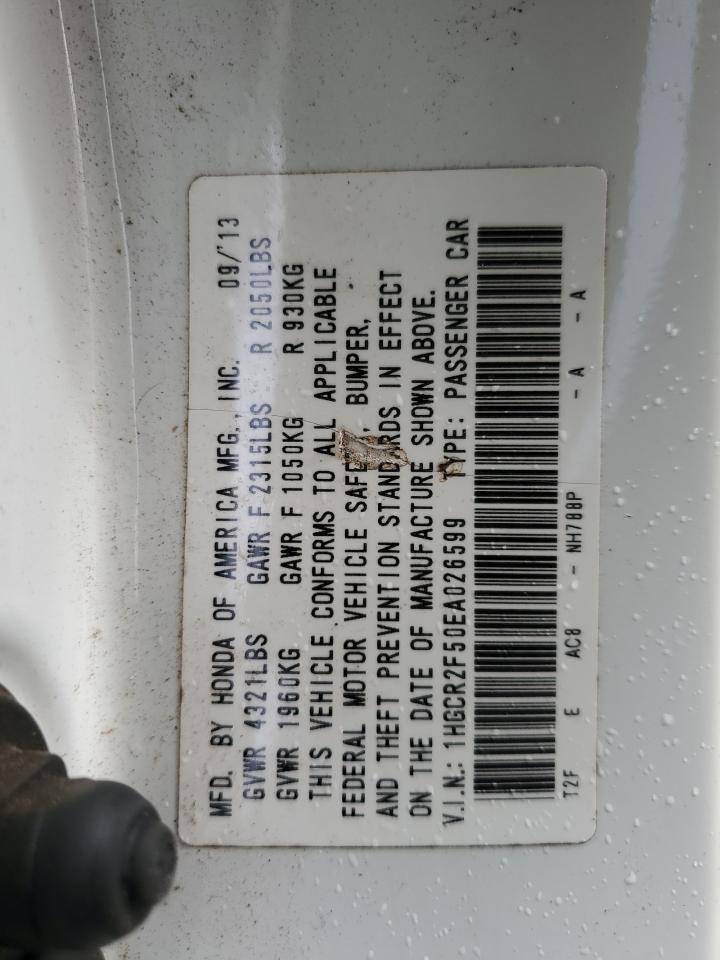 MFD. BY HONDA OF AMERICA MFG., INC. 09/'13
GVWR 4321LBS GAWR F 2315LBS R 2050LBS
GVWR 1960KG GAWR F 1050KG R 930KG
THIS VEHICLE CONFORMS TO ALL APPLICABLE
FEDERAL MOTOR VEHICLE SAFE , BUMPER,
AND THEFT PREVENTION STANDARDS IN EFFECT
ON THE DATE OF MANUFACTURE SHOWN ABOVE.
V.I.N.: 1HGCR2F50EA026599 TYPE: PASSENGER CAR
T2F E AC8 - NH788P - A - A